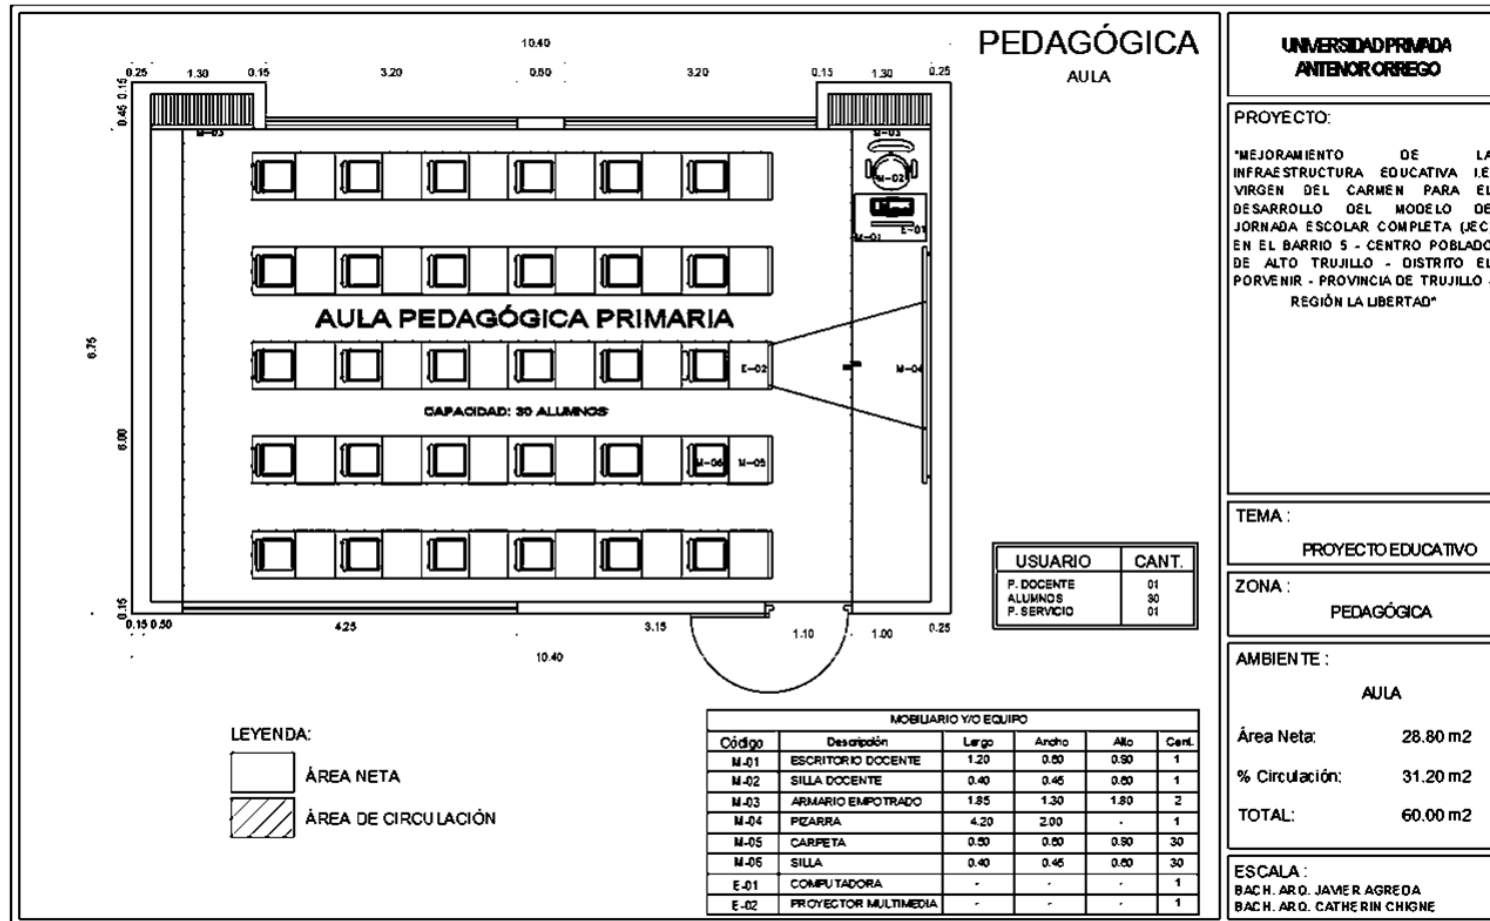 PEDAGÓGICA
AULA
10.40
0.25 1.30 0.15 3.20 0.60 3.20 0.15 1.30 0.25
0.15
0.45
M-03
M-03
M-02
E-01
M-01
AULA PEDAGÓGICA PRIMARIA
E-02
M-04
CAPACIDAD: 30 ALUMNOS
M-06 M-05
6.75
6.00
0.15
0.15 0.50 4.25 3.15 1.10 1.00 0.25
10.40
USUARIO CANT.
P. DOCENTE 01
ALUMNOS 30
P. SERVICIO 01
LEYENDA:
ÁREA NETA
ÁREA DE CIRCULACIÓN
MOBILIARIO Y/O EQUIPO
Código Descripción Largo Ancho Alto Cant.
M-01 ESCRITORIO DOCENTE 1.20 0.60 0.90 1
M-02 SILLA DOCENTE 0.40 0.45 0.60 1
M-03 ARMARIO EMPOTRADO 1.85 1.30 1.80 2
M-04 PIZARRA 4.20 2.00 - 1
M-05 CARPETA 0.50 0.60 0.90 30
M-06 SILLA 0.40 0.45 0.60 30
E-01 COMPUTADORA - - - 1
E-02 PROYECTOR MULTIMEDIA - - - 1
UNIVERSIDAD PRIVADA
ANTENOR ORREGO
PROYECTO:
"MEJORAMIENTO DE LA
INFRAESTRUCTURA EDUCATIVA I.E
VIRGEN DEL CARMEN PARA EL
DESARROLLO DEL MODELO DE
JORNADA ESCOLAR COMPLETA (JEC)
EN EL BARRIO 5 - CENTRO POBLADO
DE ALTO TRUJILLO - DISTRITO EL
PORVENIR - PROVINCIA DE TRUJILLO -
REGIÓN LA LIBERTAD"
TEMA :
PROYECTO EDUCATIVO
ZONA :
PEDAGÓGICA
AMBIENTE :
AULA
Área Neta: 28.80 m2
% Circulación: 31.20 m2
TOTAL: 60.00 m2
ESCALA :
BACH. ARQ. JAVIER AGREDA
BACH. ARQ. CATHERIN CHIGNE